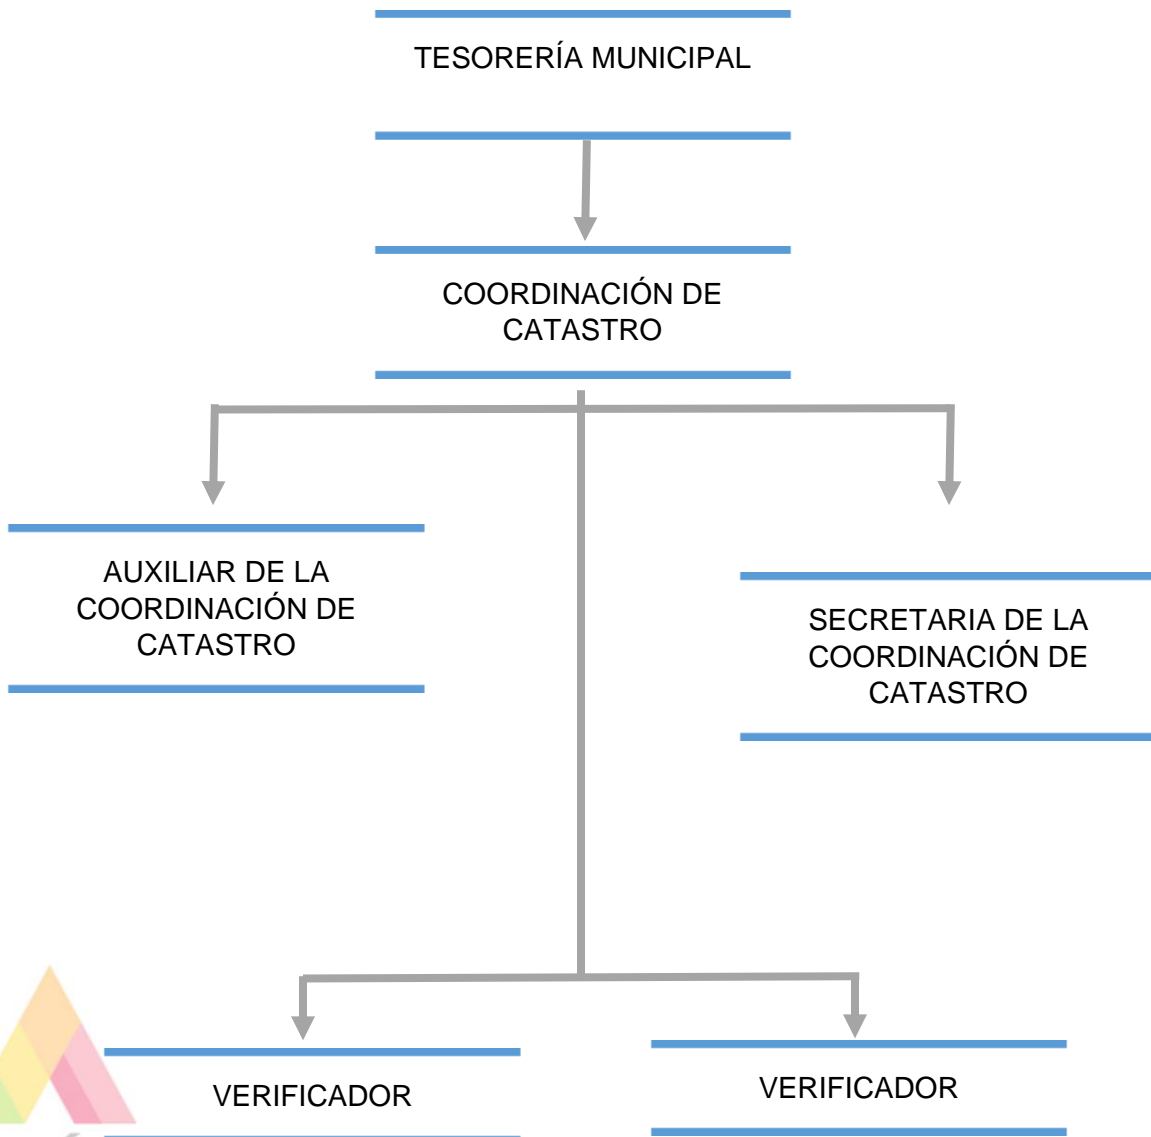 TESORERÍA MUNICIPAL
COORDINACIÓN DE
CATASTRO
AUXILIAR DE LA
COORDINACIÓN DE
CATASTRO
SECRETARIA DE LA
COORDINACIÓN DE
CATASTRO
VERIFICADOR
VERIFICADOR